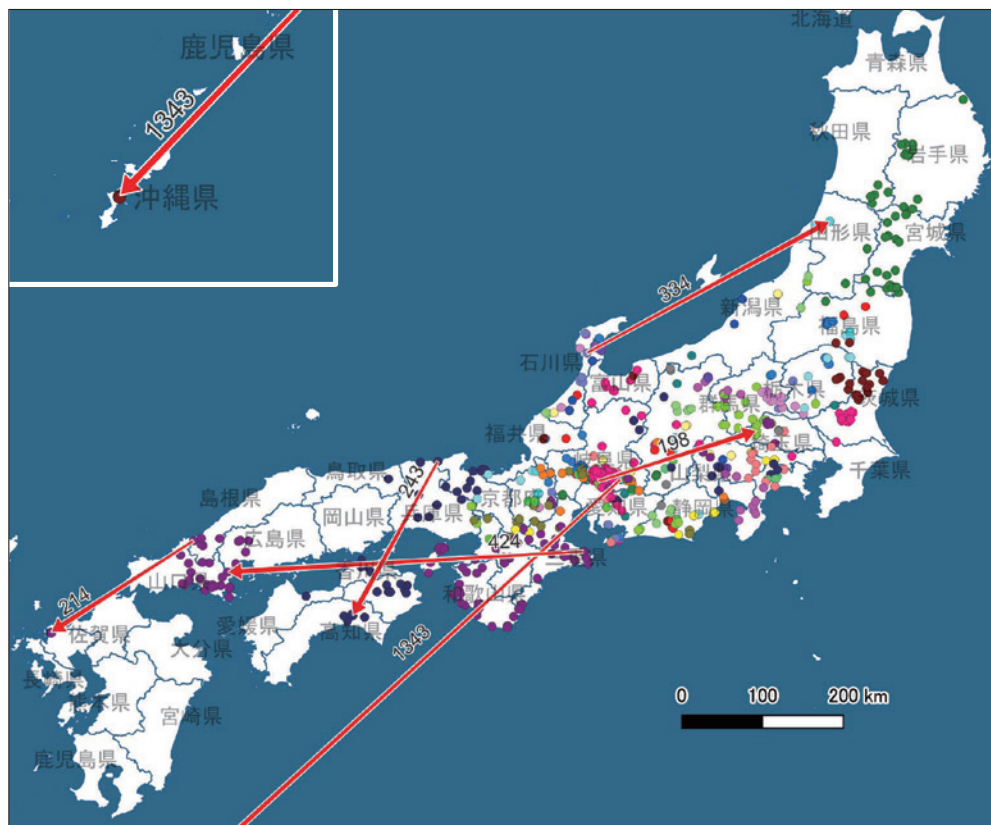 北海道
鹿児島県
青森県
1343
秋田県
岩手県
沖縄県
山形県
宮城県
334
新潟県
福島県
石川県
富山県
群馬県
栃木県
茨城県
福井県
198
埼玉県
岐阜県
鳥取県
243
山梨県
千葉県
島根県
京都府
兵庫県
愛知県
静岡県
岡山県
広島県
424
三重県
香川県
山口県
和歌山県
214
愛媛県
高知県
佐賀県
1343
大分県
長崎県
熊本県
宮崎県
0 100 200 km
鹿児島県